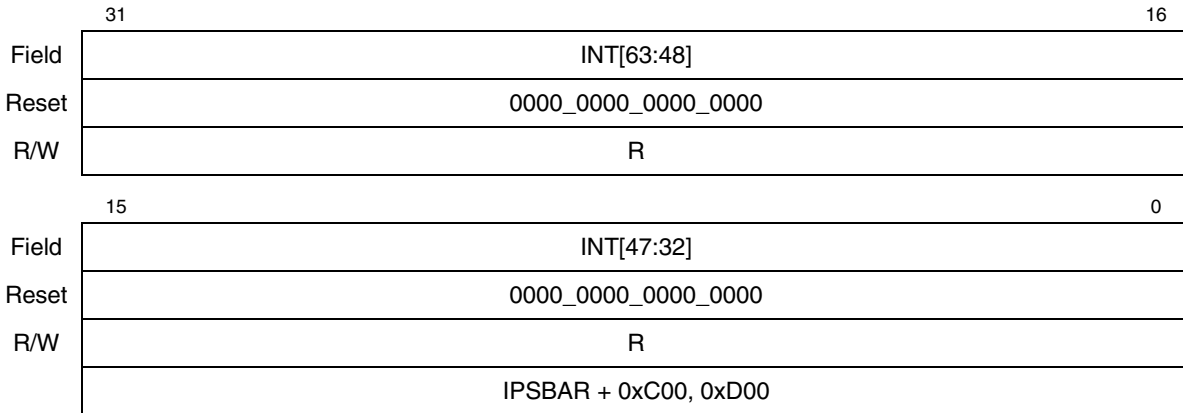 31 16
Field INT[63:48]
Reset 0000_0000_0000_0000
R/W R
15 0
Field INT[47:32]
Reset 0000_0000_0000_0000
R/W R
IPSBAR + 0xC00, 0xD00